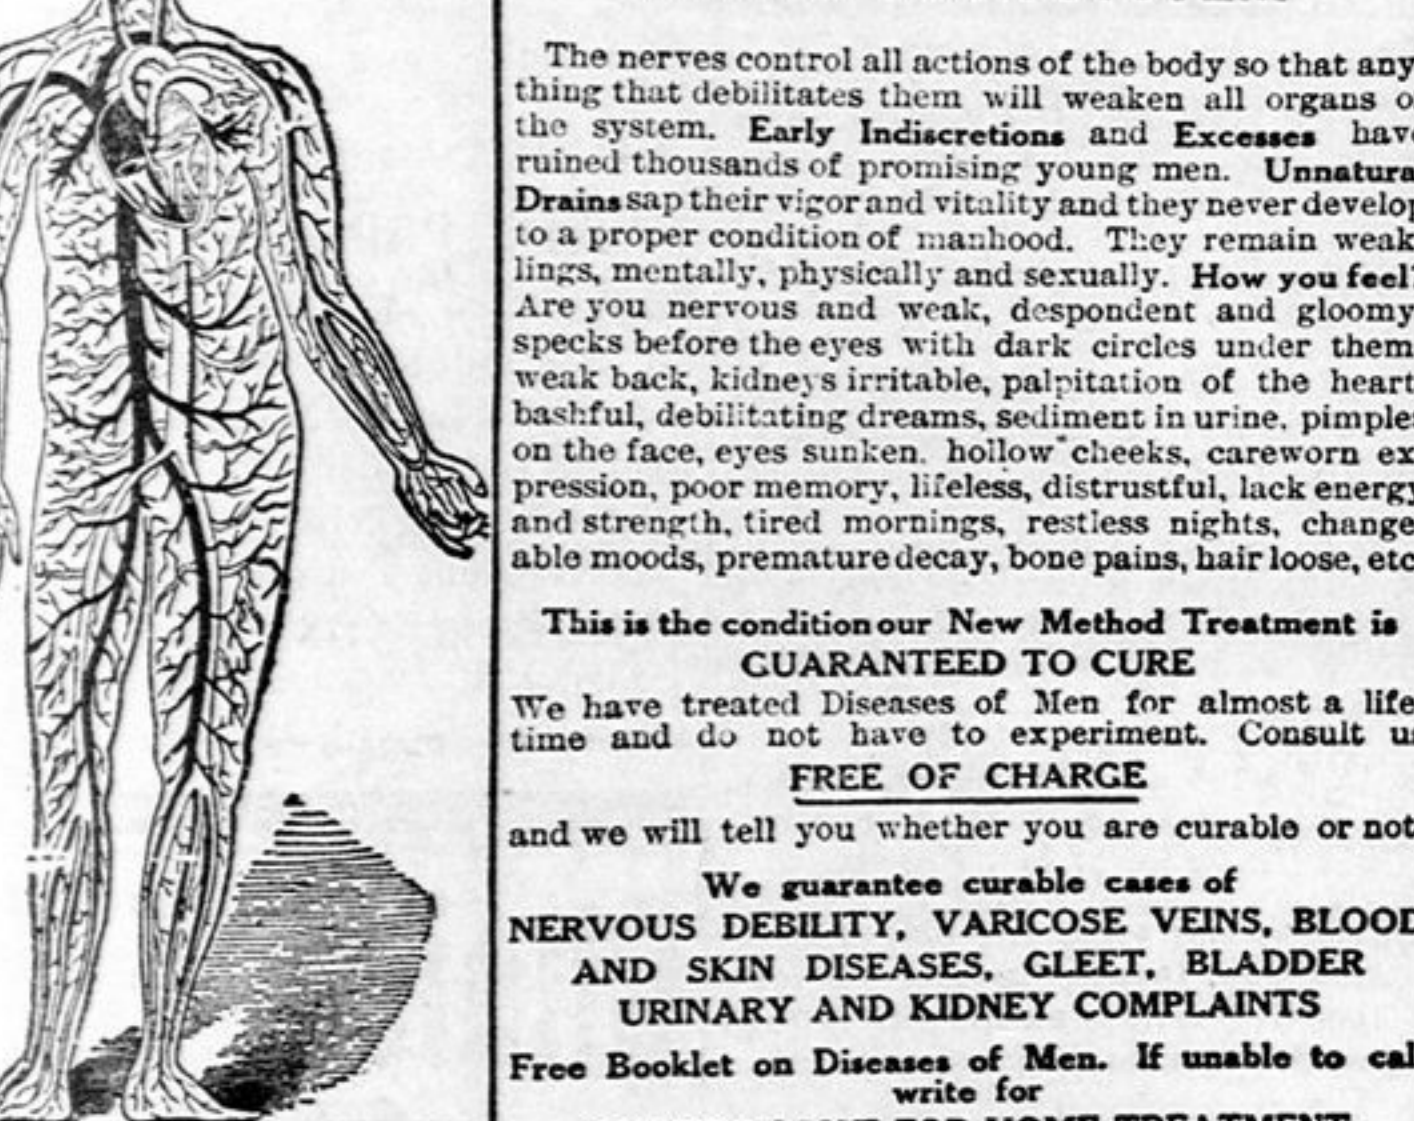 The nerves control all actions of the body so that any
thing that debilitates them will weaken all organs o
the system. Early Indiscretions and Excesses have
ruined thousands of promising young men. Unnatura
Drains sap their vigor and vitality and they never develop
to a proper condition of manhood. They remain weak
lings, mentally, physically and sexually. How you feel?
Are you nervous and weak, despondent and gloomy
specks before the eyes with dark circles under them
weak back, kidneys irritable, palpitation of the heart
bashful, debilitating dreams, sediment in urine, pimples
on the face, eyes sunken, hollow cheeks, careworn ex
pression, poor memory, lifeless, distrustful, lack energy
and strength, tired mornings, restless nights, change
able moods, premature decay, bone pains, hair loose, etc
This is the condition our New Method Treatment is
GUARANTEED TO CURE
We have treated Diseases of Men for almost a life
time and do not have to experiment. Consult us
FREE OF CHARGE
and we will tell you whether you are curable or not
We guarantee curable cases of
NERVOUS DEBILITY, VARICOSE VEINS, BLOOD
AND SKIN DISEASES, GLEET, BLADDER
URINARY AND KIDNEY COMPLAINTS
Free Booklet on Diseases of Men. If unable to cal
write for
FOR HOME TREATMENT